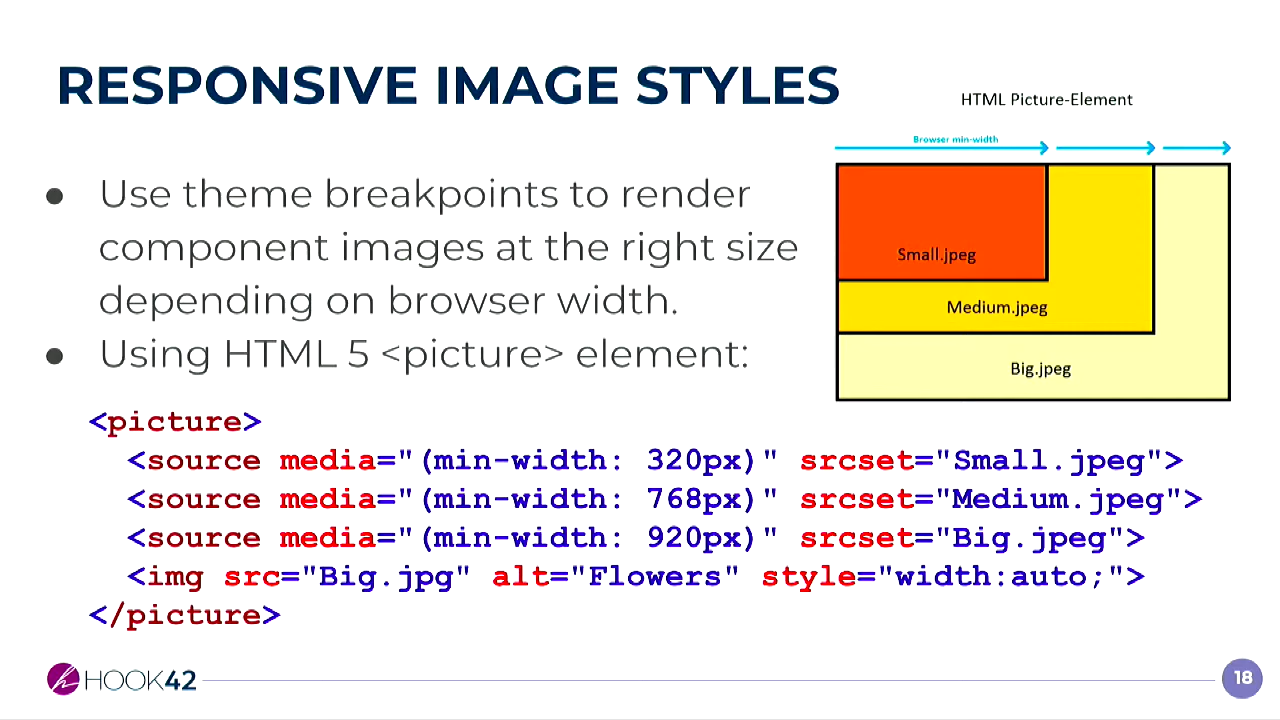 RESPONSIVE IMAGE STYLES
HTML Picture-Element
Browser min-width
Small.jpeg
Medium.jpeg
Big.jpeg
● Use theme breakpoints to render
component images at the right size
depending on browser width.
● Using HTML 5 <picture> element:
<picture>
  <source media="(min-width: 320px)" srcset="Small.jpeg">
  <source media="(min-width: 768px)" srcset="Medium.jpeg">
  <source media="(min-width: 920px)" srcset="Big.jpeg">
  <img src="Big.jpg" alt="Flowers" style="width:auto;">
</picture>
h HOOK42
18